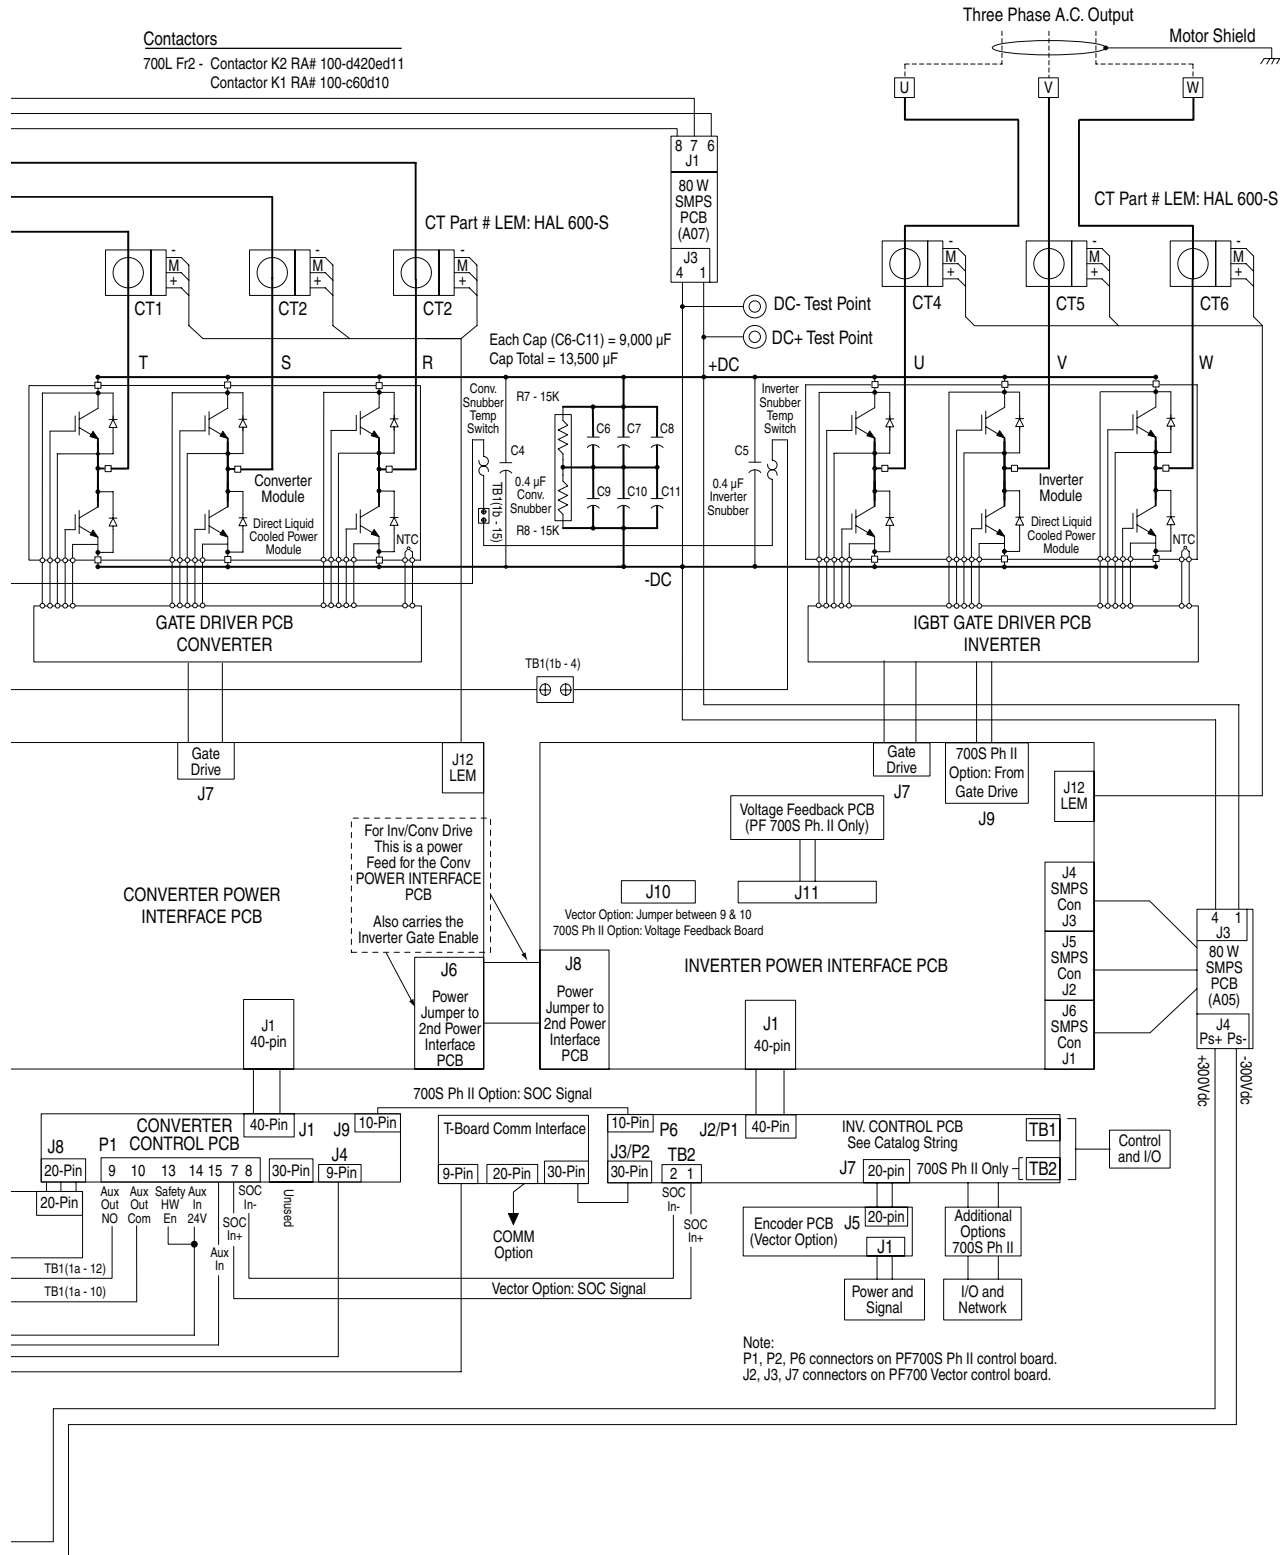 Three Phase A.C. Output
Contactors
Motor Shield
700L Fr2 - Contactor K2 RA# 100-d420ed11
Contactor K1 RA# 100-c60d10
U
V
W
8 7 6
J1
80 W
SMPS
PCB
(A07)
J3
4 1
CT Part # LEM: HAL 600-S
CT Part # LEM: HAL 600-S
-
M
+
CT1
-
M
+
CT2
-
M
+
CT2
-
M
+
CT4
-
M
+
CT5
-
M
+
CT6
DC- Test Point
DC+ Test Point
Each Cap (C6-C11) = 9,000 µF
Cap Total = 13,500 µF
T
S
R
+DC
U
V
W
Conv.
Snubber
Temp
Switch
R7 - 15K
Inverter
Snubber
Temp
Switch
C6
C7
C8
C4
C5
0.4 µF
Conv.
Snubber
TB1(1b - 15)
C9
C10
C11
0.4 µF
Inverter
Snubber
R8 - 15K
Converter
Module
Direct Liquid
Cooled Power
Module
NTC
Inverter
Module
Direct Liquid
Cooled Power
Module
NTC
-DC
GATE DRIVER PCB
CONVERTER
IGBT GATE DRIVER PCB
INVERTER
TB1(1b - 4)
Gate
Drive
J7
J12
LEM
Gate
Drive
J7
700S Ph II
Option: From
Gate Drive
J9
J12
LEM
Voltage Feedback PCB
(PF 700S Ph. II Only)
For Inv/Conv Drive
This is a power
Feed for the Conv
POWER INTERFACE
PCB
Also carries the
Inverter Gate Enable
CONVERTER POWER
INTERFACE PCB
J10
J11
Vector Option: Jumper between 9 & 10
700S Ph II Option: Voltage Feedback Board
J4
SMPS
Con
J3
J5
SMPS
Con
J2
J6
SMPS
Con
J1
4 1
J3
80 W
SMPS
PCB
(A05)
J4
Ps+ Ps-
+300Vdc
-300Vdc
INVERTER POWER INTERFACE PCB
J6
Power
Jumper to
2nd Power
Interface
PCB
J8
Power
Jumper to
2nd Power
Interface
PCB
J1
40-pin
J1
40-pin
700S Ph II Option: SOC Signal
CONVERTER
CONTROL PCB
40-Pin
J1
J9
10-Pin
J8
20-Pin
20-Pin
P1
9 10 13 14 15 7 8
30-Pin
J4
9-Pin
Aux
Out
NO
Aux
Out
Com
Safety
HW
En
Aux
In
24V
Aux
In
SOC
In+
SOC
In-
Unused
T-Board Comm Interface
9-Pin
20-Pin
30-Pin
COMM
Option
10-Pin
P6
J2/P1
40-Pin
J3/P2
30-Pin
TB2
2 1
SOC
In-
SOC
In+
INV. CONTROL PCB
See Catalog String
TB1
J7
20-pin
700S Ph II Only
TB2
Control
and I/O
Encoder PCB
(Vector Option)
J5
20-pin
J1
Additional
Options
700S Ph II
Power and
Signal
I/O and
Network
TB1(1a - 12)
TB1(1a - 10)
Vector Option: SOC Signal
Note:
P1, P2, P6 connectors on PF700S Ph II control board.
J2, J3, J7 connectors on PF700 Vector control board.